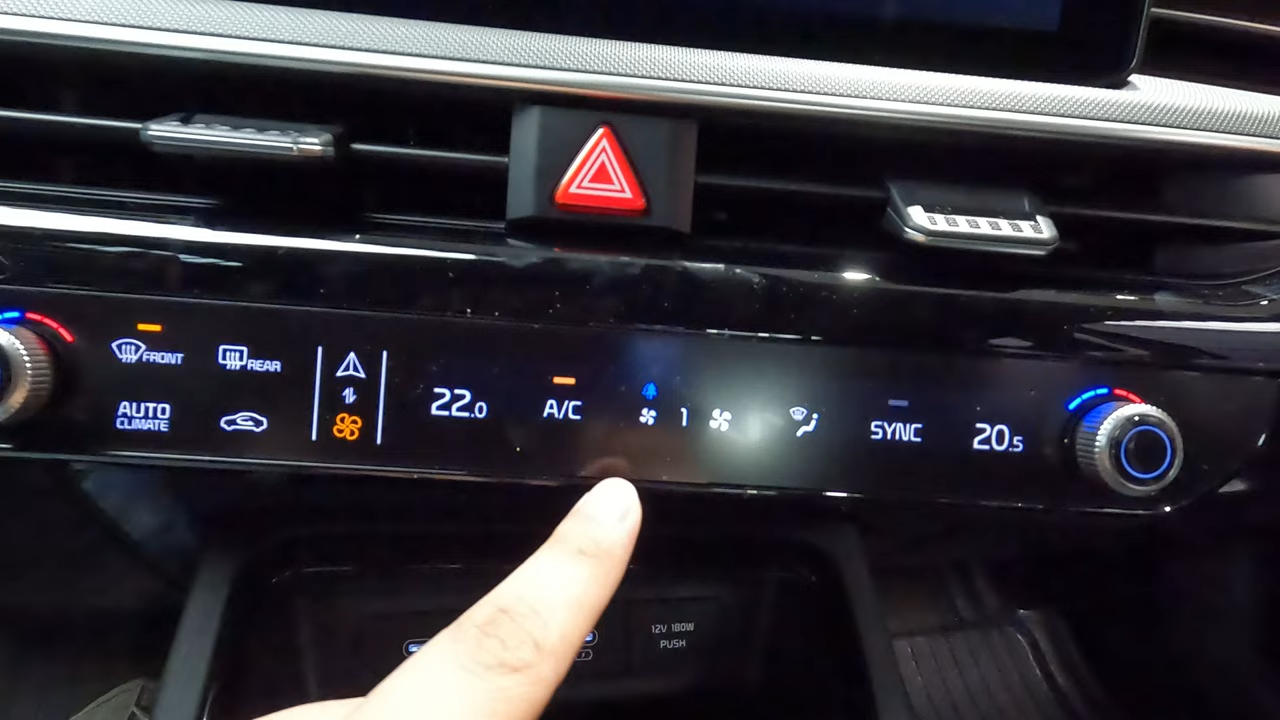 FRONT
REAR
AUTO
CLIMATE
22.0
A/C
1
SYNC
20.5
12V 180W
PUSH